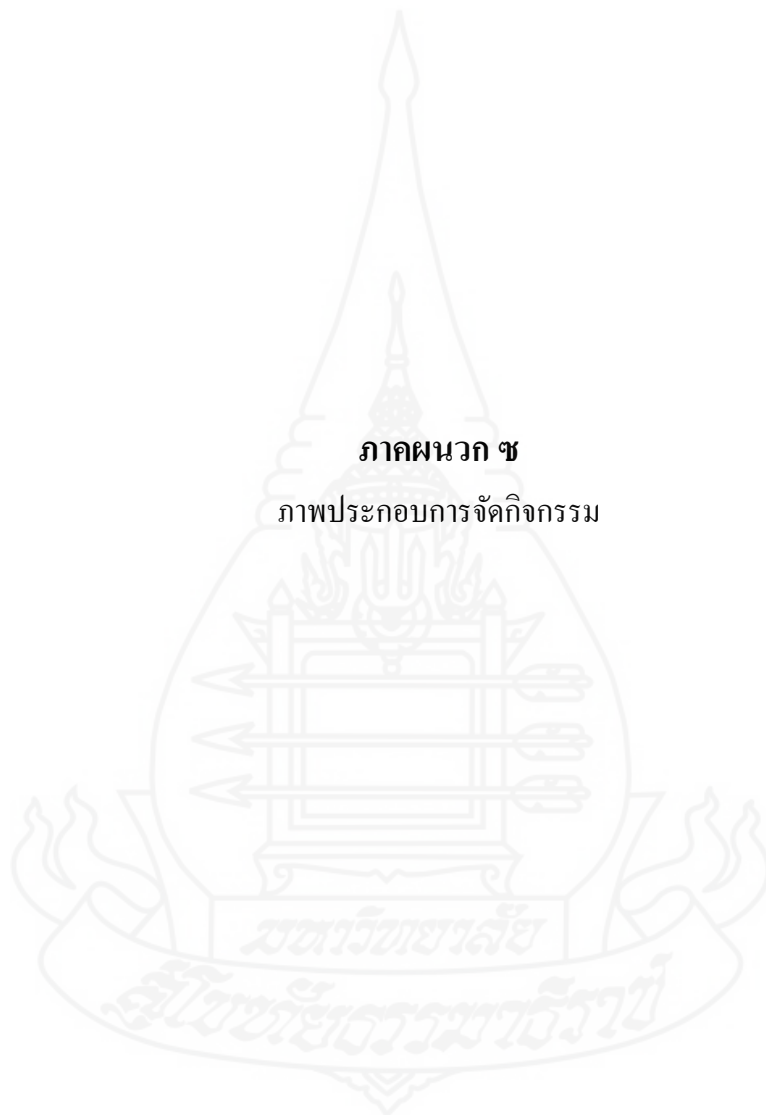 ภาคผนวก ซ
ภาพประกอบการจัดกิจกรรม
มหาวิทยาลัย
สุโขทัยธรรมาธิราช